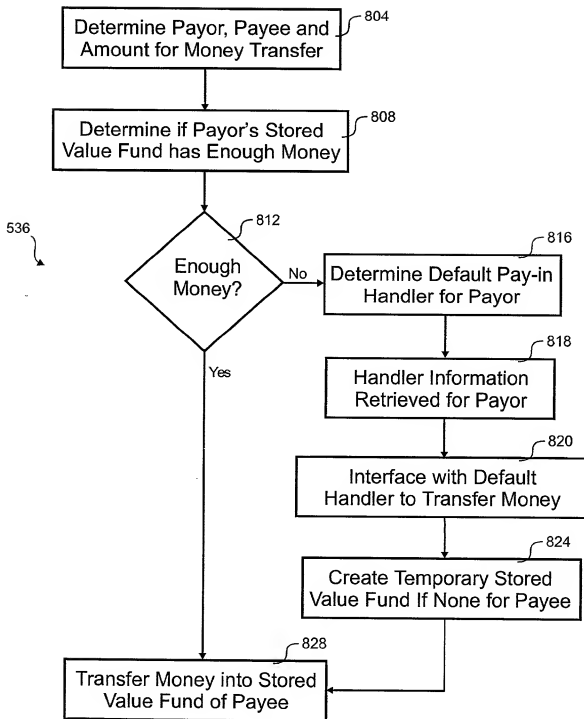 804
Determine Payor, Payee and
Amount for Money Transfer
808
Determine if Payor's Stored
Value Fund has Enough Money
536
812
Enough
Money?
No
Yes
816
Determine Default Pay-in
Handler for Payor
818
Handler Information
Retrieved for Payor
820
Interface with Default
Handler to Transfer Money
824
Create Temporary Stored
Value Fund If None for Payee
828
Transfer Money into Stored
Value Fund of Payee